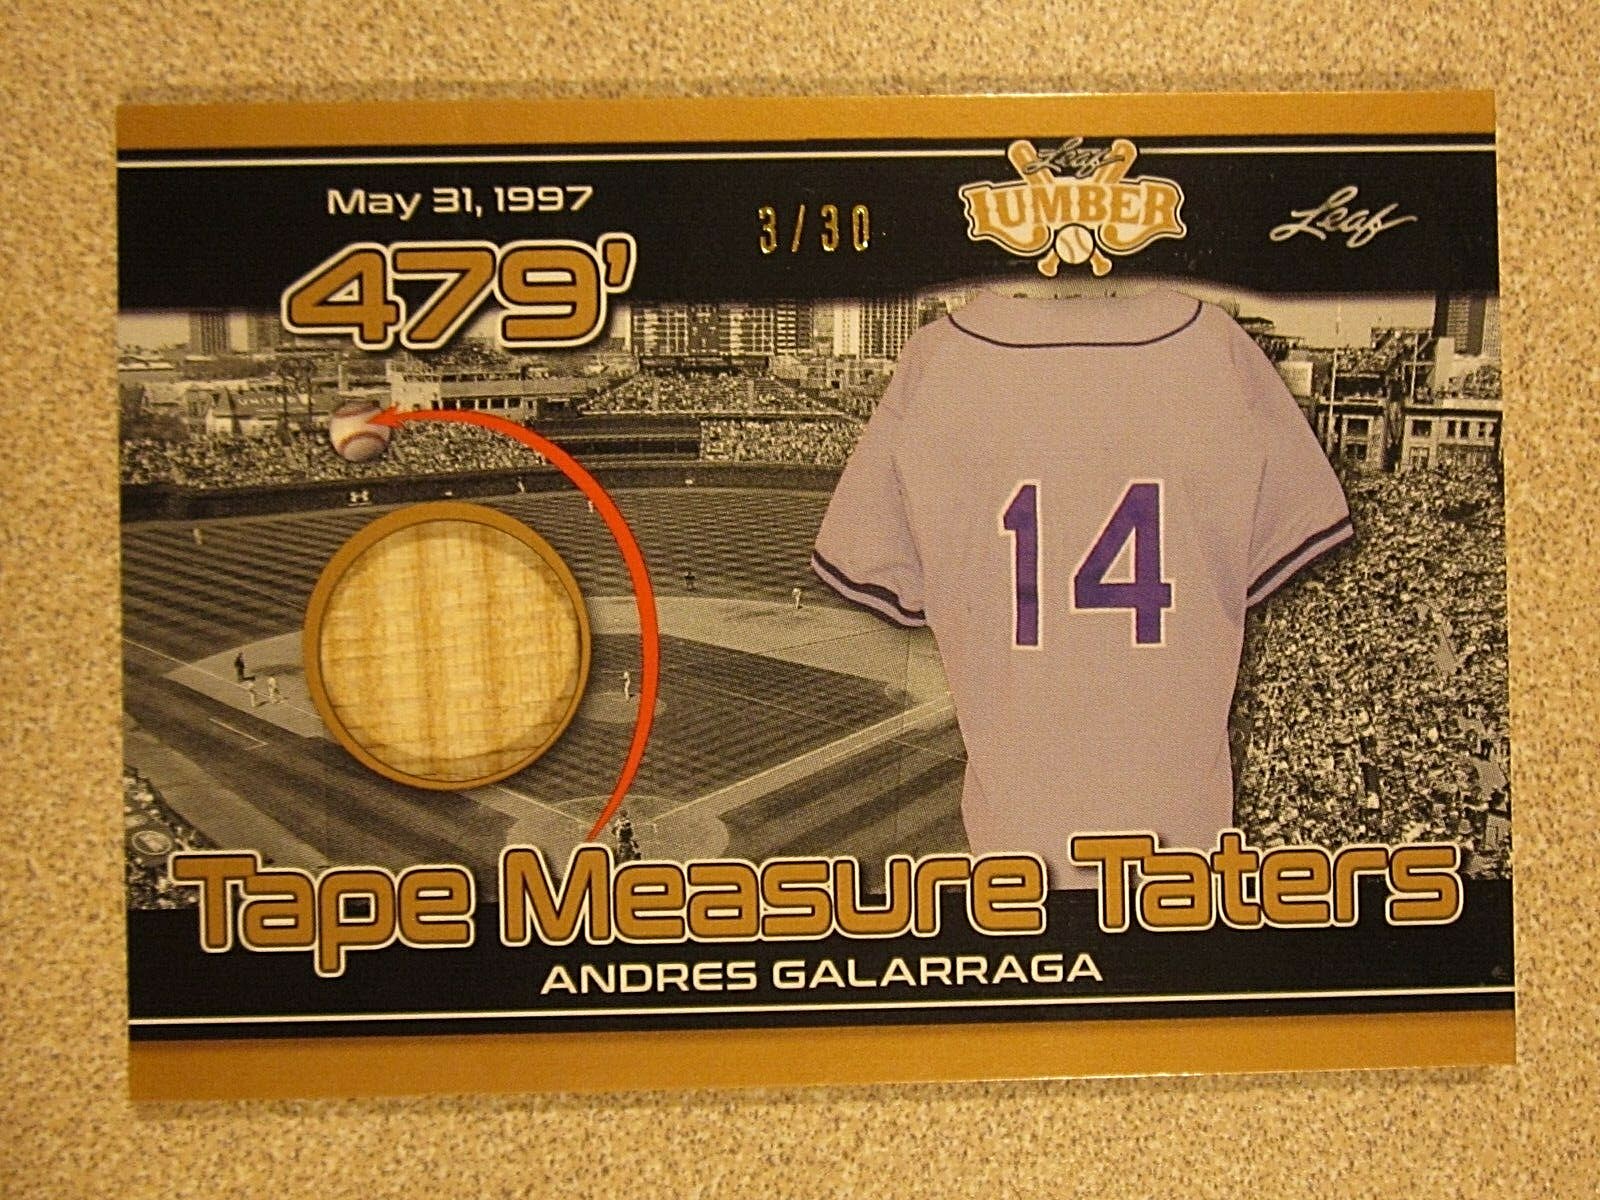 May 31, 1997
479'
3/30
Leaf
LUMBER
Leaf
14
Tape Measure Taters
ANDRES GALARRAGA